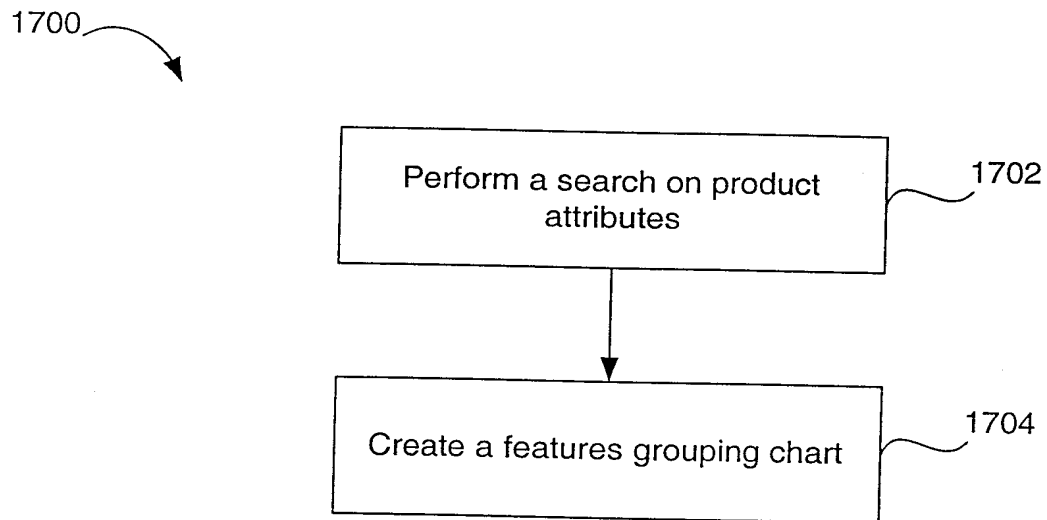 1700
Perform a search on product
attributes
1702
Create a features grouping chart
1704